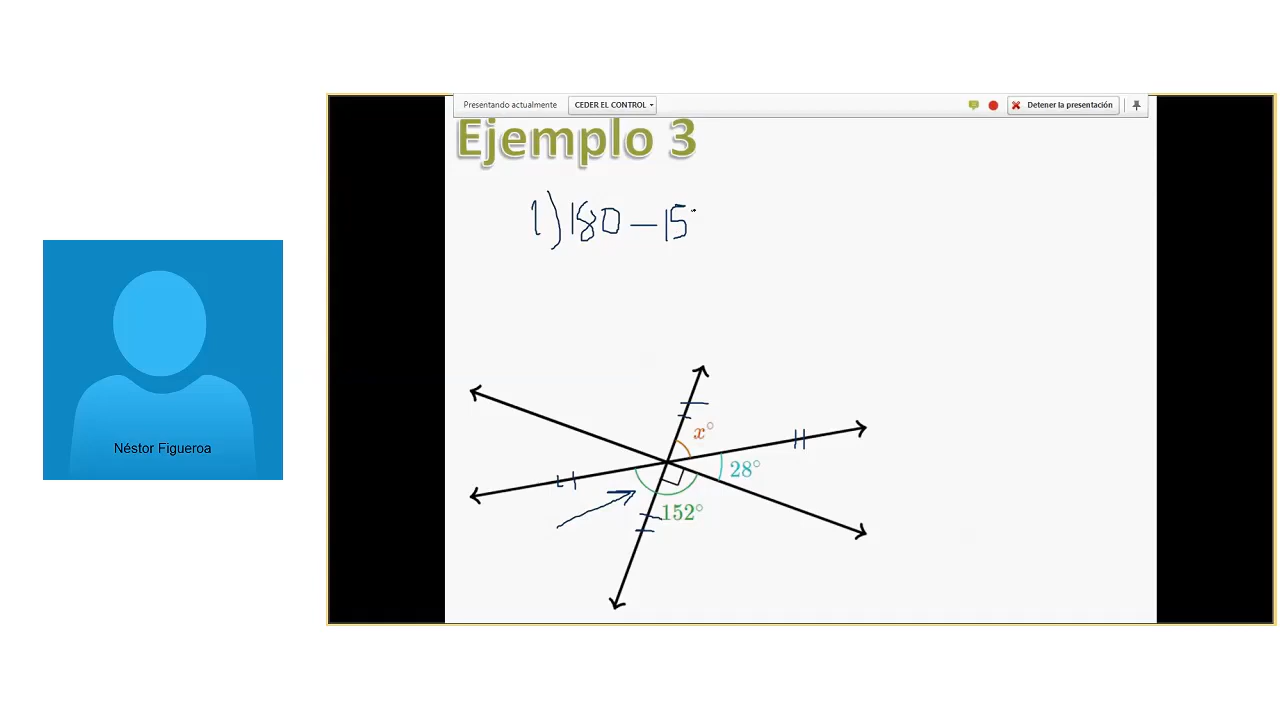 Presentando actualmente CEDER EL CONTROL Detener la presentación
Ejemplo 3
1) 180 - 15
x°
28°
152°
Néstor Figueroa